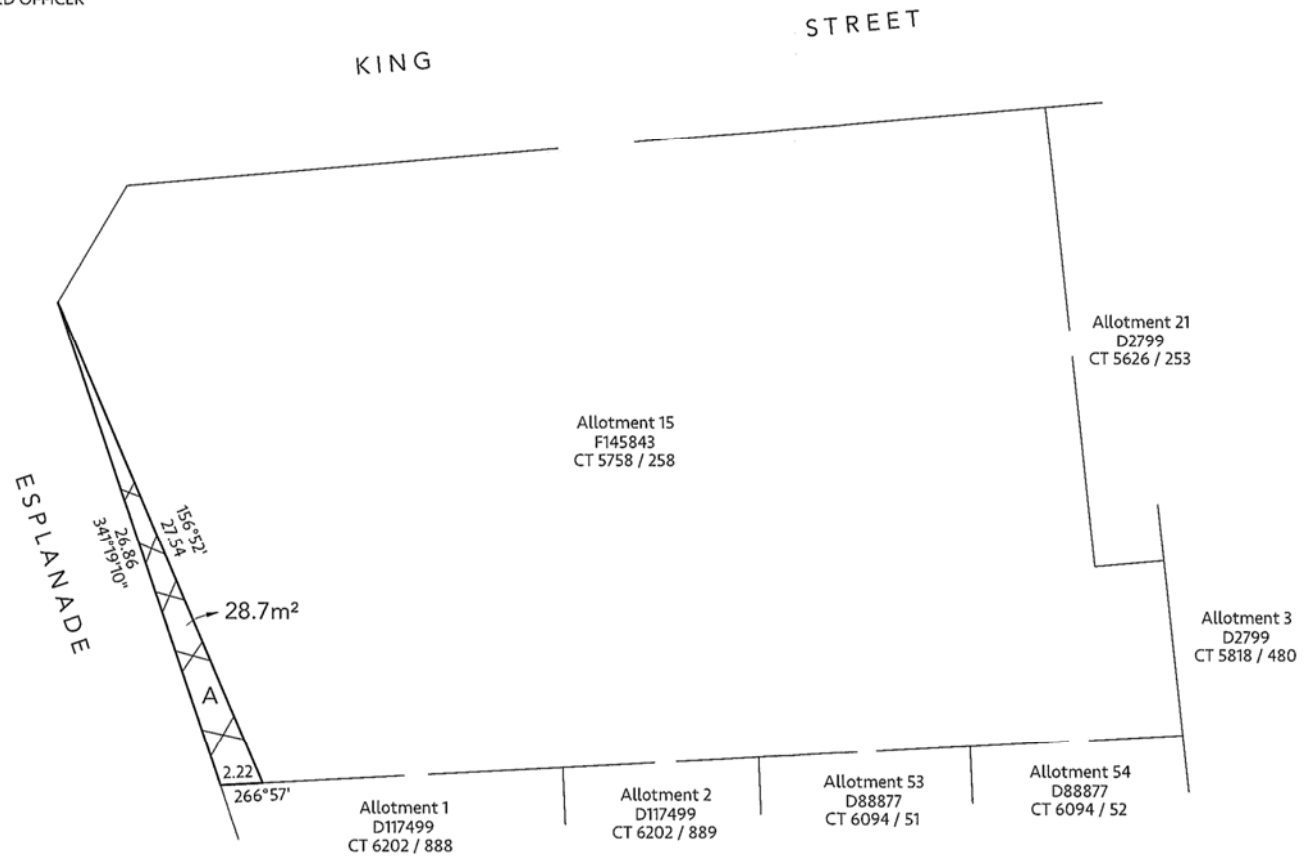 OFFICER
KING STREET
Allotment 21
D2799
CT 5626 / 253
Allotment 15
F145843
CT 5758 / 258
ESPLANADE
156°52'
27.54
26.86
341°19'10"
28.7m²
Allotment 3
D2799
CT 5818 / 480
A
2.22
266°57'
Allotment 1
D117499
CT 6202 / 888
Allotment 2
D117499
CT 6202 / 889
Allotment 53
D88877
CT 6094 / 51
Allotment 54
D88877
CT 6094 / 52